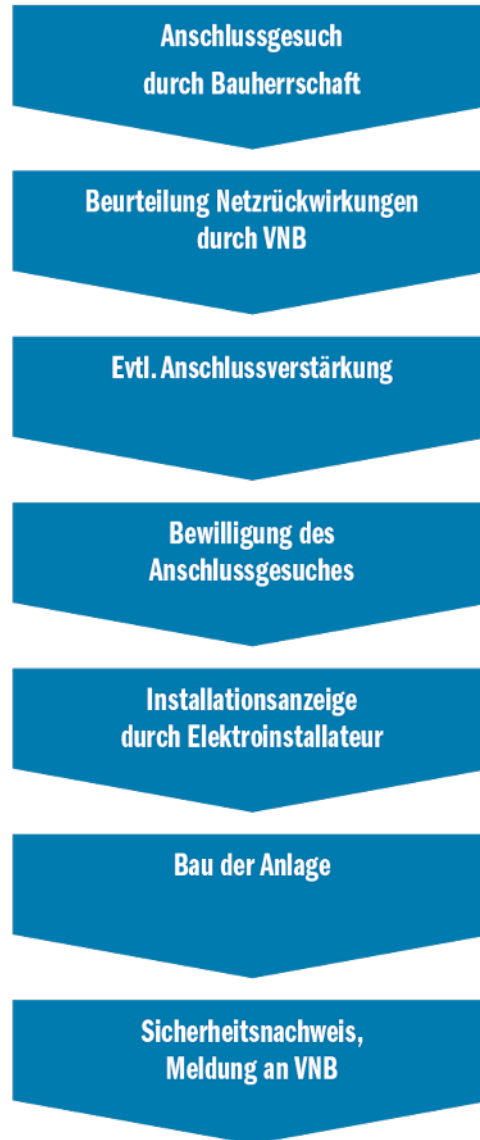 Anschlussgesuch
durch Bauherrschaft
Beurteilung Netzrückwirkungen
durch VNB
Evtl. Anschlussverstärkung
Bewilligung des
Anschlussgesuches
Installationsanzeige
durch Elektroinstallateur
Bau der Anlage
Sicherheitsnachweis,
Meldung an VNB